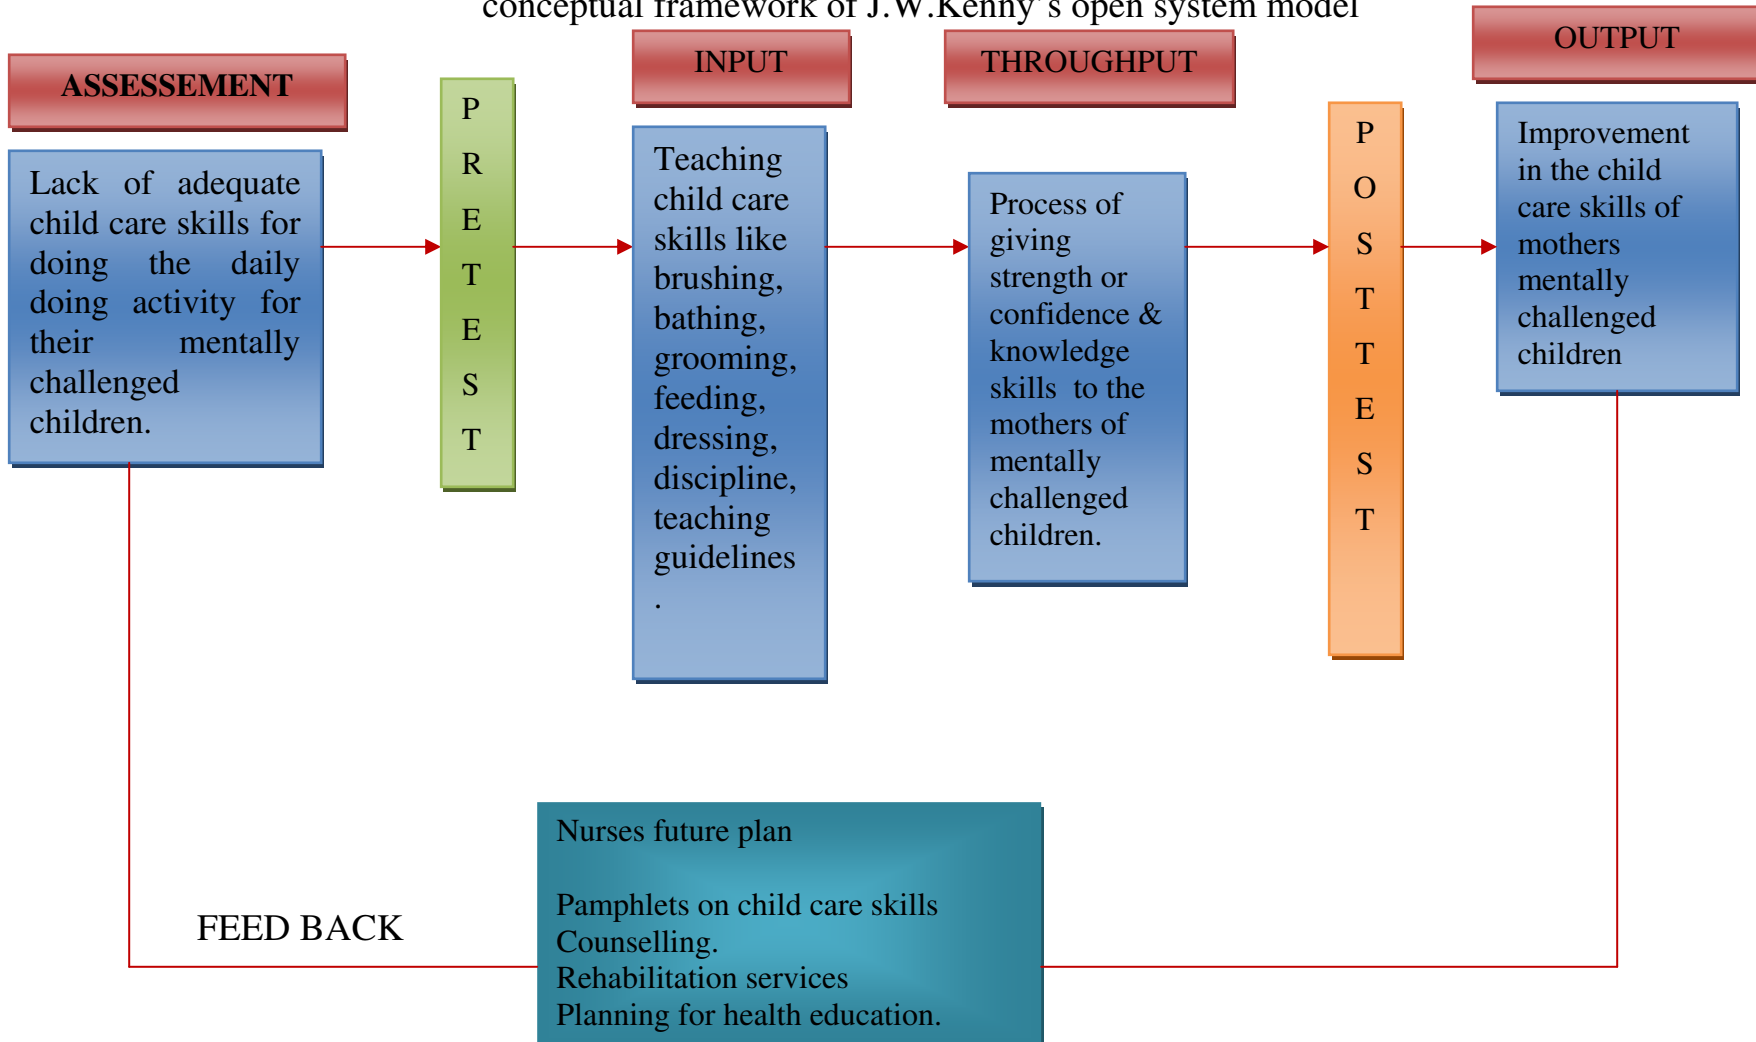 conceptual framework of J.W.Kenny's open system model
ASSESSEMENT
Lack of adequate
child care skills for
doing the daily
doing activity for
their mentally
challenged
children.
P
R
E
T
E
S
T
INPUT
Teaching
child care
skills like
brushing,
bathing,
grooming,
feeding,
dressing,
discipline,
teaching
guidelines
.
THROUGHPUT
Process of
giving
strength or
confidence &
knowledge
skills to the
mothers of
mentally
challenged
children.
P
O
S
T
T
E
S
T
OUTPUT
Improvement
in the child
care skills of
mothers
mentally
challenged
children
FEED BACK
Nurses future plan
Pamphlets on child care skills
Counselling.
Rehabilitation services
Planning for health education.